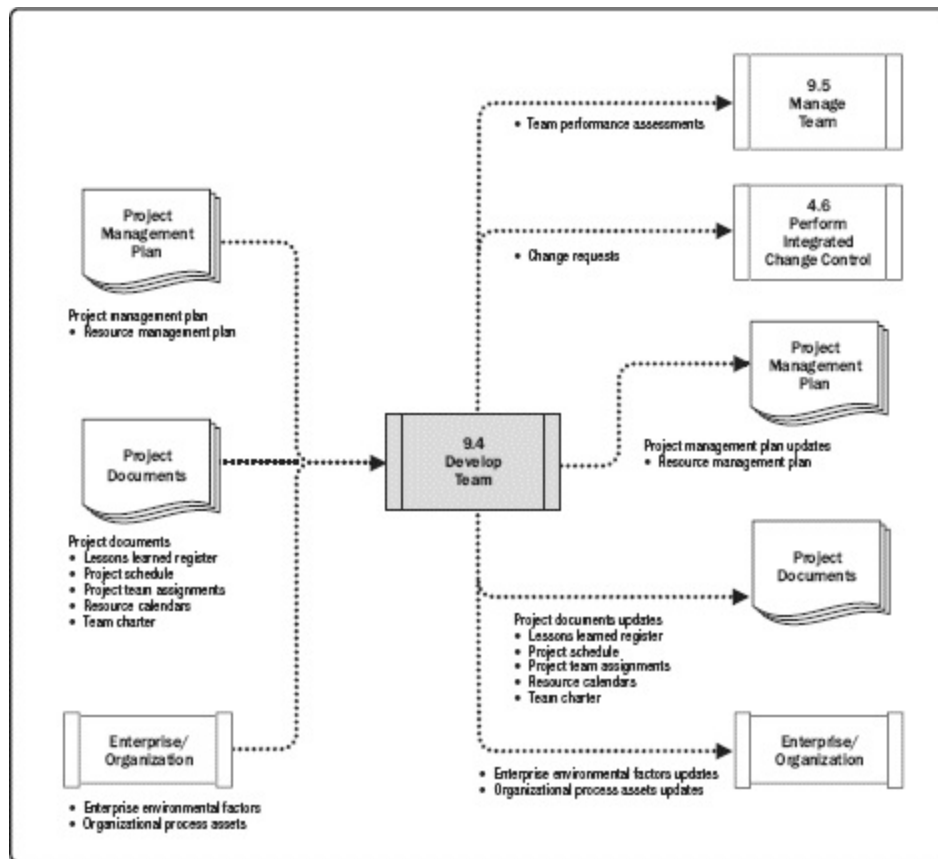 9.5
Manage
Team
• Team performance assessments
Project
Management
Plan
4.6
Perform
Integrated
Change Control
• Change requests
Project management plan
• Resource management plan
Project
Management
Plan
Project
Documents
9.4
Develop
Team
Project management plan updates
• Resource management plan
Project documents
• Lessons learned register
• Project schedule
• Project team assignments
• Resource calendars
• Team charter
Project
Documents
Project documents updates
• Lessons learned register
• Project schedule
• Project team assignments
• Resource calendars
• Team charter
Enterprise/
Organization
• Enterprise environmental factors
• Organizational process assets
Enterprise/
Organization
• Enterprise environmental factors updates
• Organizational process assets updates